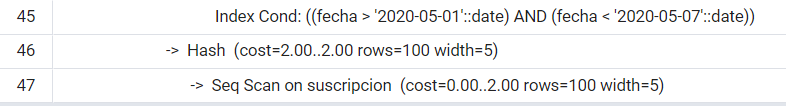 45 Index Cond: ((fecha > '2020-05-01'::date) AND (fecha < '2020-05-07'::date))
46 -> Hash (cost=2.00..2.00 rows=100 width=5)
47 -> Seq Scan on suscripcion (cost=0.00..2.00 rows=100 width=5)